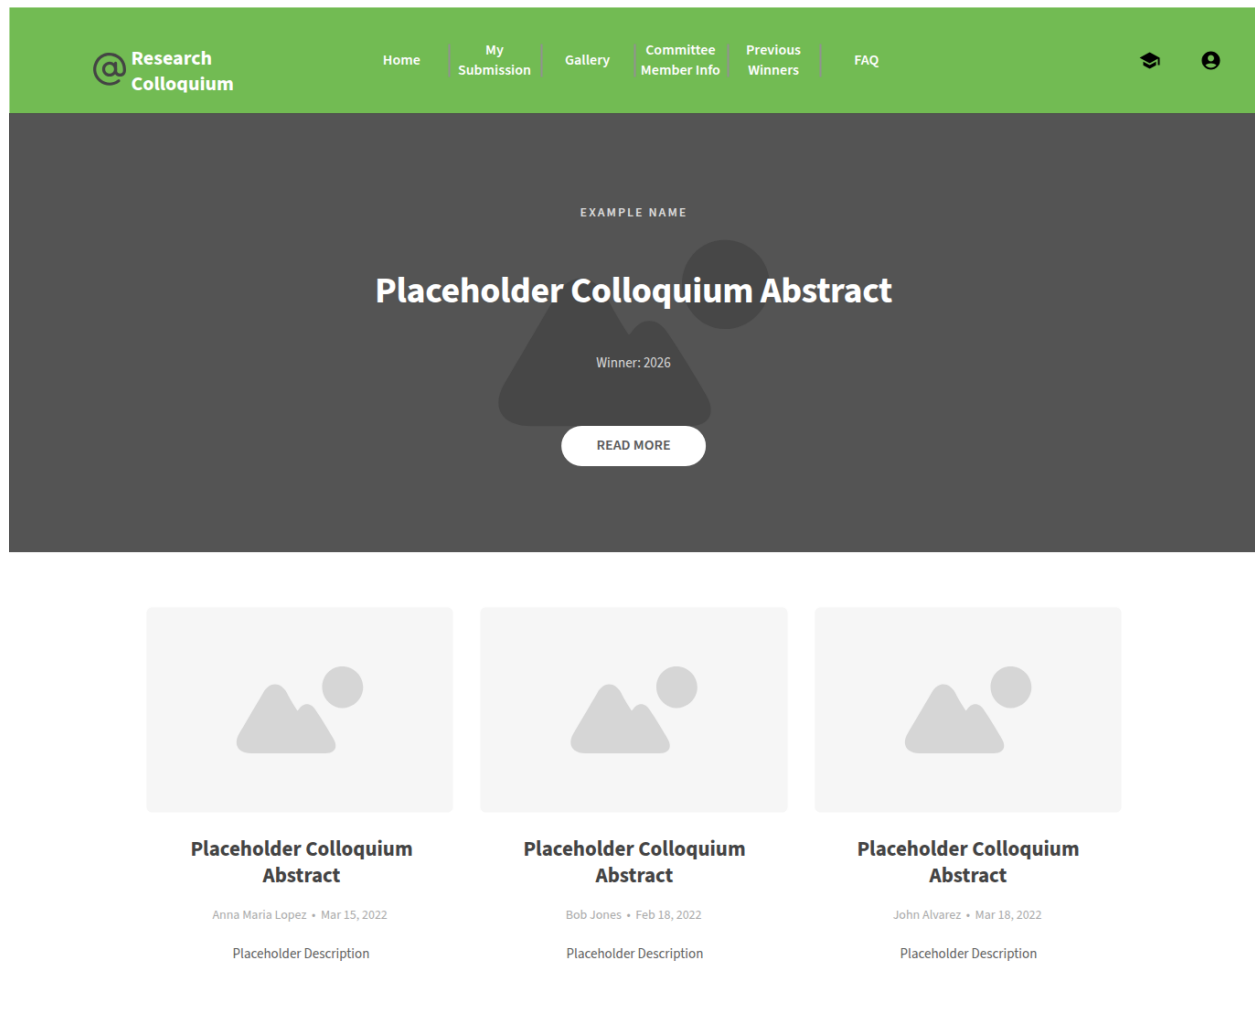 @ Research
Colloquium
Home
My
Submission
Gallery
Committee
Member Info
Previous
Winners
FAQ
EXAMPLE NAME
Placeholder Colloquium Abstract
Winner: 2026
READ MORE
Placeholder Colloquium
Abstract
Anna Maria Lopez • Mar 15, 2022
Placeholder Description
Placeholder Colloquium
Abstract
Bob Jones • Feb 18, 2022
Placeholder Description
Placeholder Colloquium
Abstract
John Alvarez • Mar 18, 2022
Placeholder Description